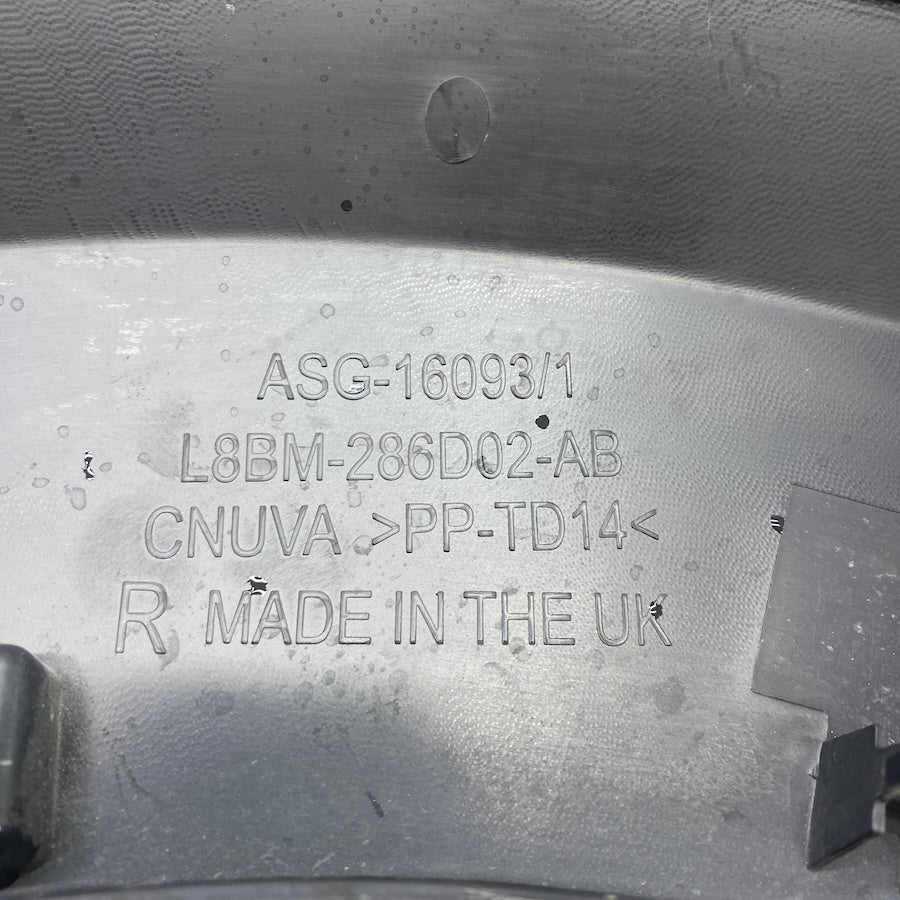 ASG-16093/1
L8BM-286D02-AB
CNUVA >PP-TD14<
R MADE IN THE UK